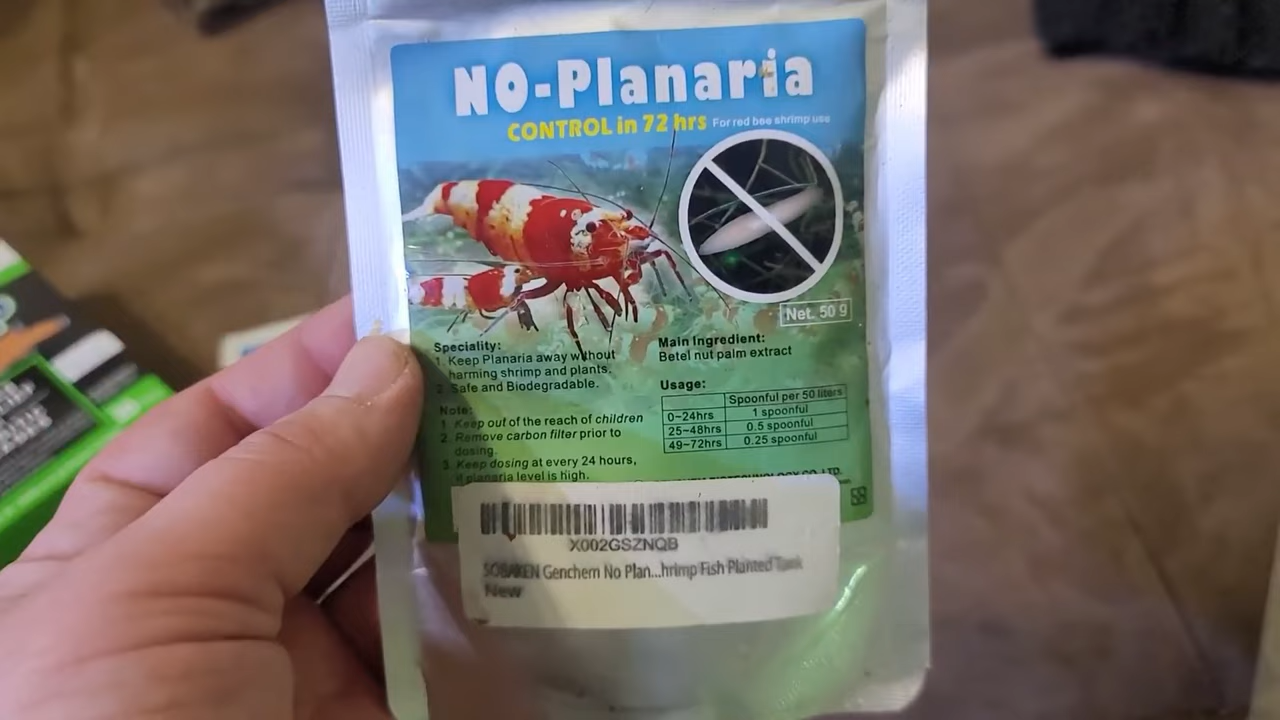 NO-Planaria
CONTROL in 72 hrs For red bee shrimp use
Net. 50 g
Speciality:
1. Keep Planaria away without
harming shrimp and plants.
2. Safe and Biodegradable.
Note:
1. Keep out of the reach of children
2. Remove carbon filter prior to
dosing.
3. Keep dosing at every 24 hours,
if planaria level is high.
Main Ingredient:
Betel nut palm extract
Usage:
Spoonful per 50 liters
0~24hrs 1 spoonful
25~48hrs 0.5 spoonful
49~72hrs 0.25 spoonful
BIOTECHNOLOGY CO.,LTD.
X002GSZNQB
SOBAKEN Genchem No Plan...hrimp Fish Planted Tank
New